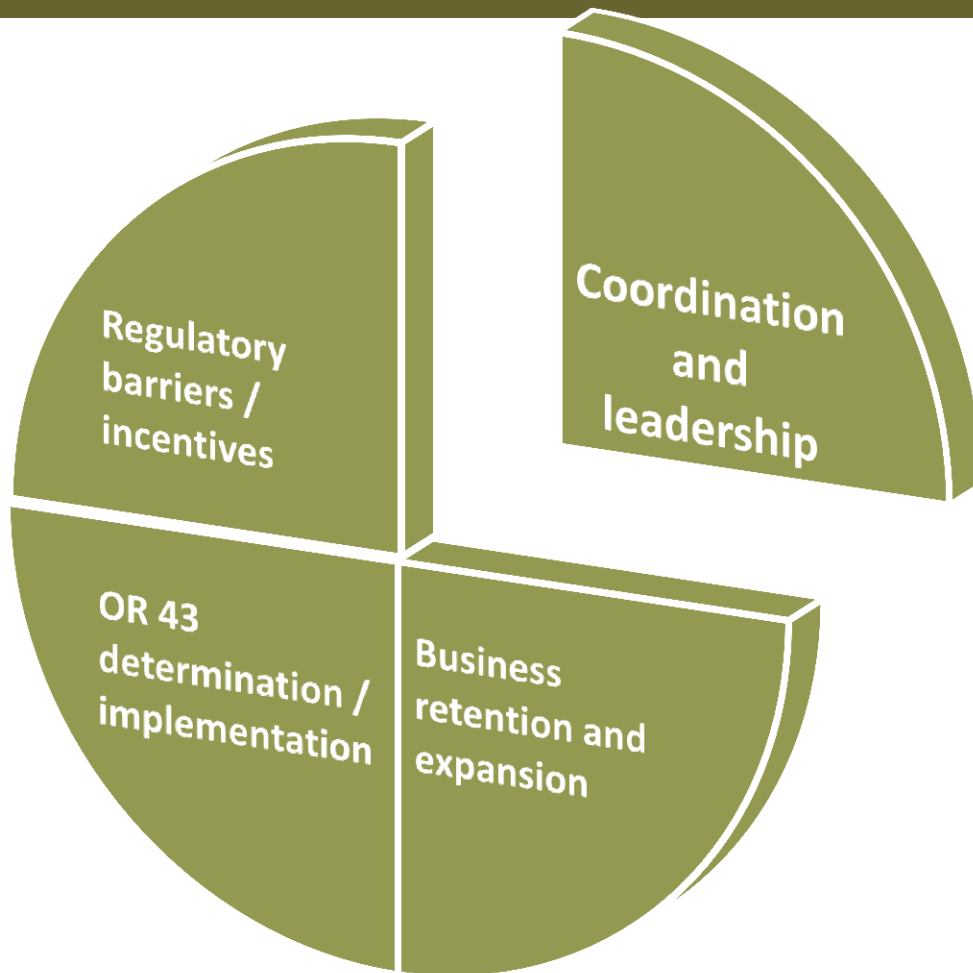 Coordination
and
leadership
Regulatory
barriers /
incentives
OR 43
determination /
implementation
Business
retention and
expansion